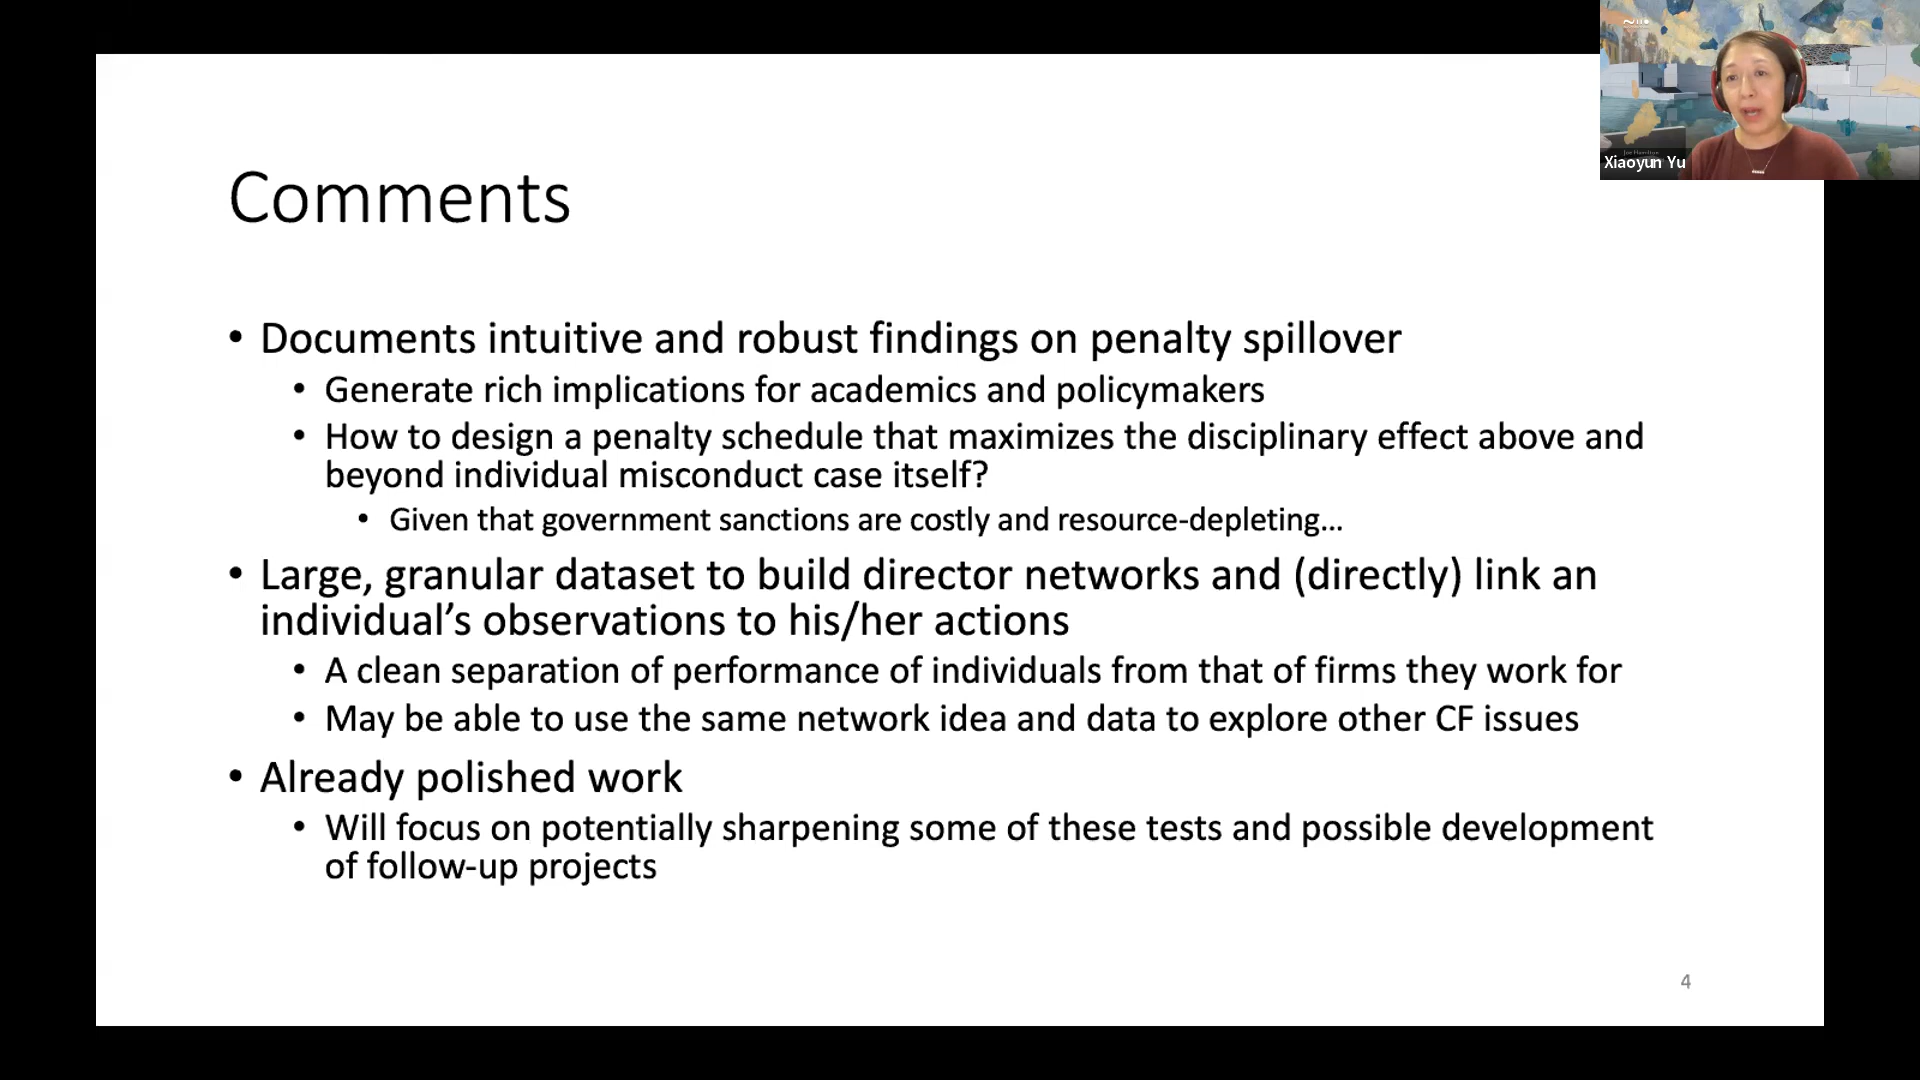 Xiaoyun Yu
Comments
• Documents intuitive and robust findings on penalty spillover
• Generate rich implications for academics and policymakers
• How to design a penalty schedule that maximizes the disciplinary effect above and
beyond individual misconduct case itself?
• Given that government sanctions are costly and resource-depleting...
• Large, granular dataset to build director networks and (directly) link an
individual’s observations to his/her actions
• A clean separation of performance of individuals from that of firms they work for
• May be able to use the same network idea and data to explore other CF issues
• Already polished work
• Will focus on potentially sharpening some of these tests and possible development
of follow-up projects
4